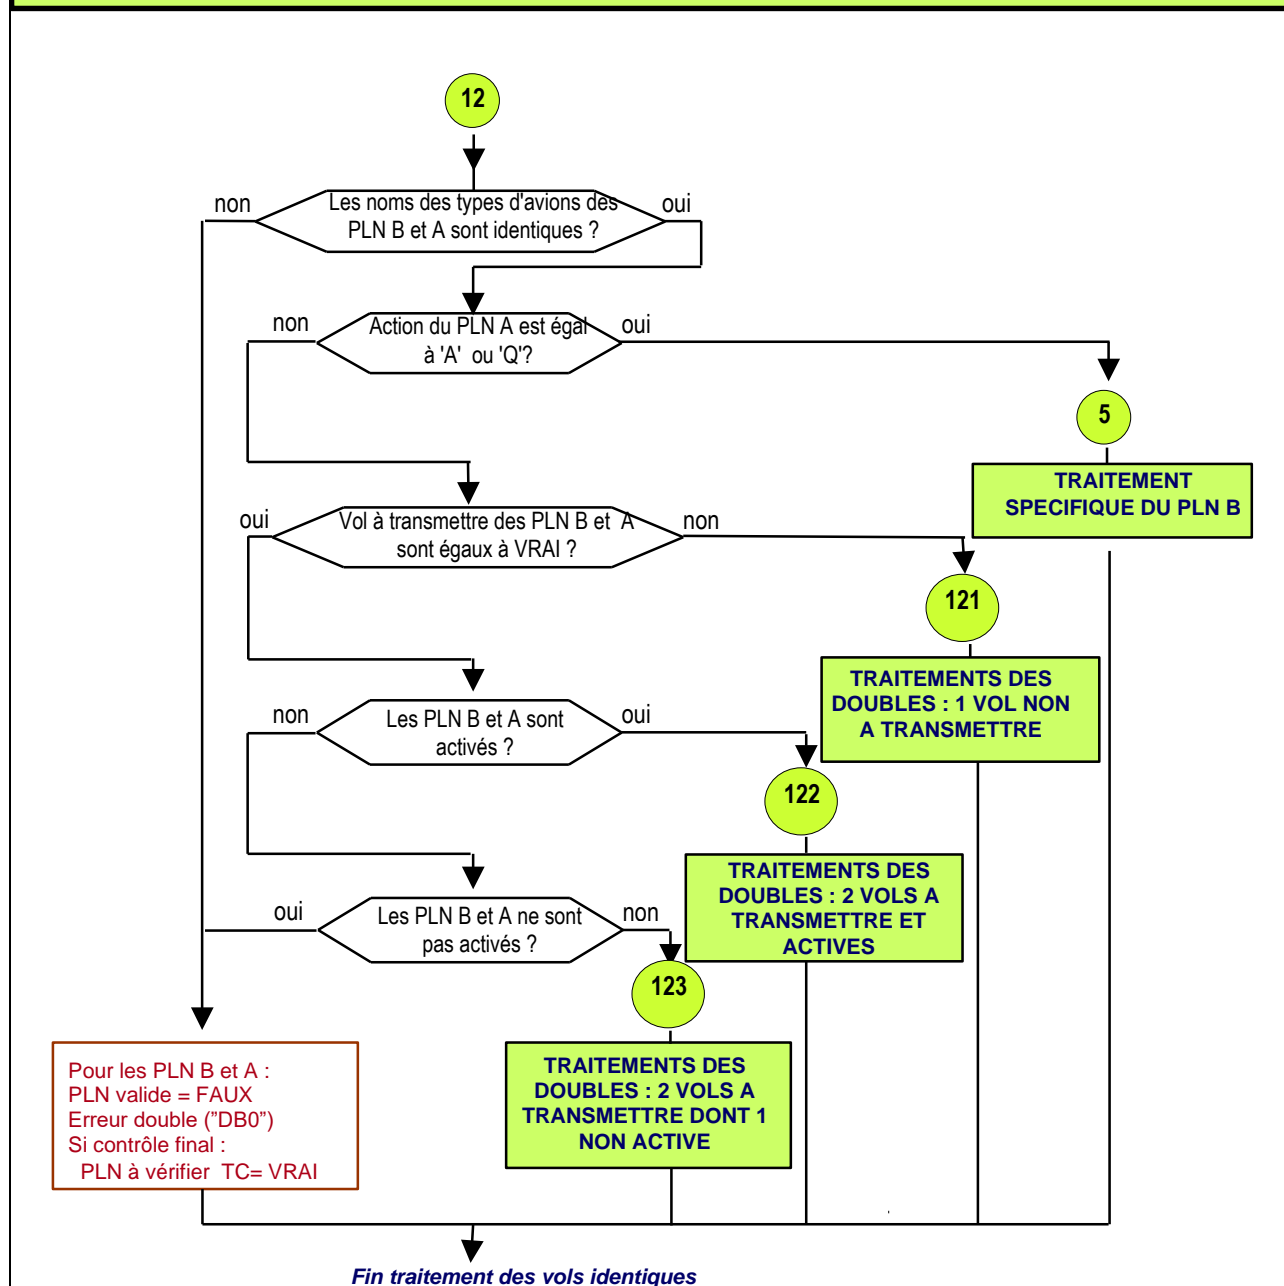 12
Les noms des types d'avions des
PLN B et A sont identiques ?
non
oui
Action du PLN A est égal
à 'A' ou 'Q'?
non
oui
5
TRAITEMENT
SPECIFIQUE DU PLN B
Vol à transmettre des PLN B et A
sont égaux à VRAI ?
oui
non
121
TRAITEMENTS DES
DOUBLES : 1 VOL NON
A TRANSMETTRE
Les PLN B et A sont
activés ?
non
oui
122
TRAITEMENTS DES
DOUBLES : 2 VOLS A
TRANSMETTRE ET
ACTIVES
Les PLN B et A ne sont
pas activés ?
oui
non
123
TRAITEMENTS DES
DOUBLES : 2 VOLS A
TRANSMETTRE DONT 1
NON ACTIVE
Pour les PLN B et A :
PLN valide = FAUX
Erreur double ("DB0")
Si contrôle final :
PLN à vérifier TC= VRAI
Fin traitement des vols identiques